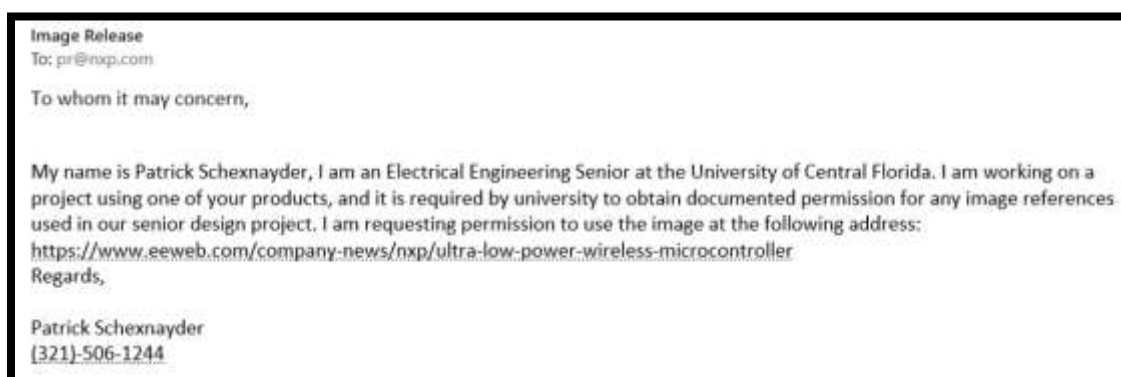 Image Release
To: pr@nxp.com
To whom it may concern,
My name is Patrick Schexnayder, I am an Electrical Engineering Senior at the University of Central Florida. I am working on a
project using one of your products, and it is required by university to obtain documented permission for any image references
used in our senior design project. I am requesting permission to use the image at the following address:
https://www.eeweb.com/company-news/nxp/ultra-low-power-wireless-microcontroller
Regards,
Patrick Schexnayder
(321)-506-1244